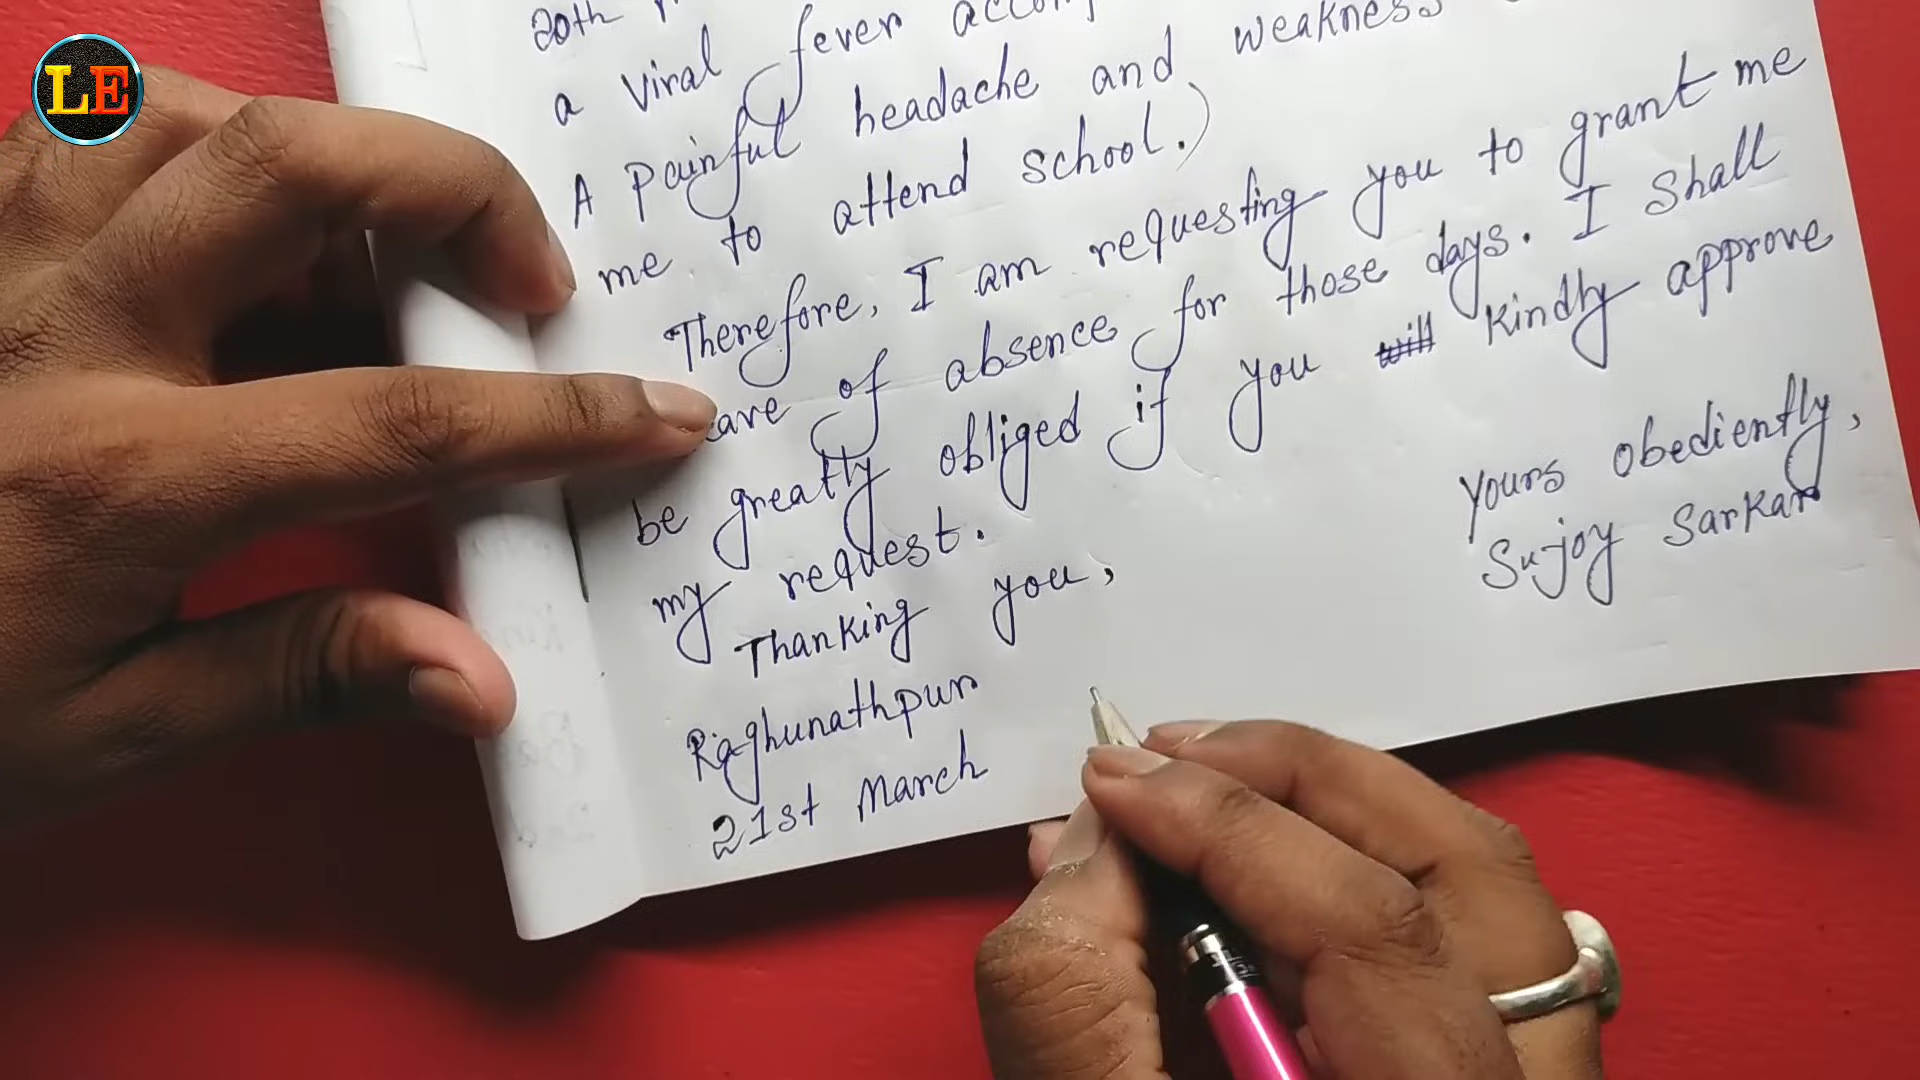 LE
20th
a viral fever
A Painful headache and weakness
me to attend school.)
Therefore, I am requesting you to grant me
of absence for those days. I Shall
be greatly obliged if you will kindly approve
my request.
Thanking you,
Yours obediently,
Sujoy Sarkar
Raghunathpur
21st March